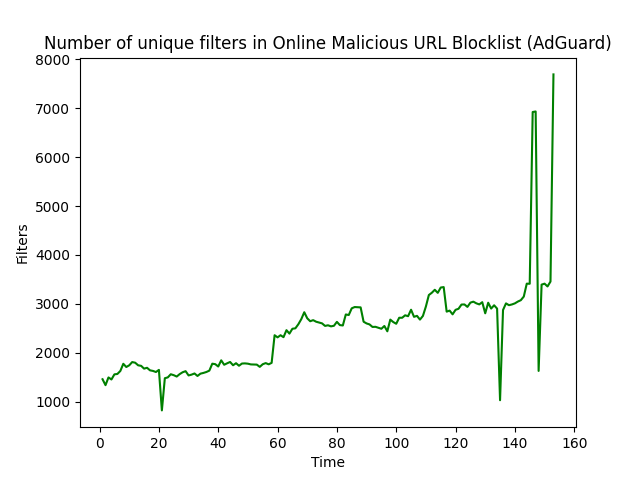 Number of unique filters in Online Malicious URL Blocklist (AdGuard)
8000
7000
6000
5000
4000
3000
2000
1000
Filters
0 20 40 60 80 100 120 140 160
Time